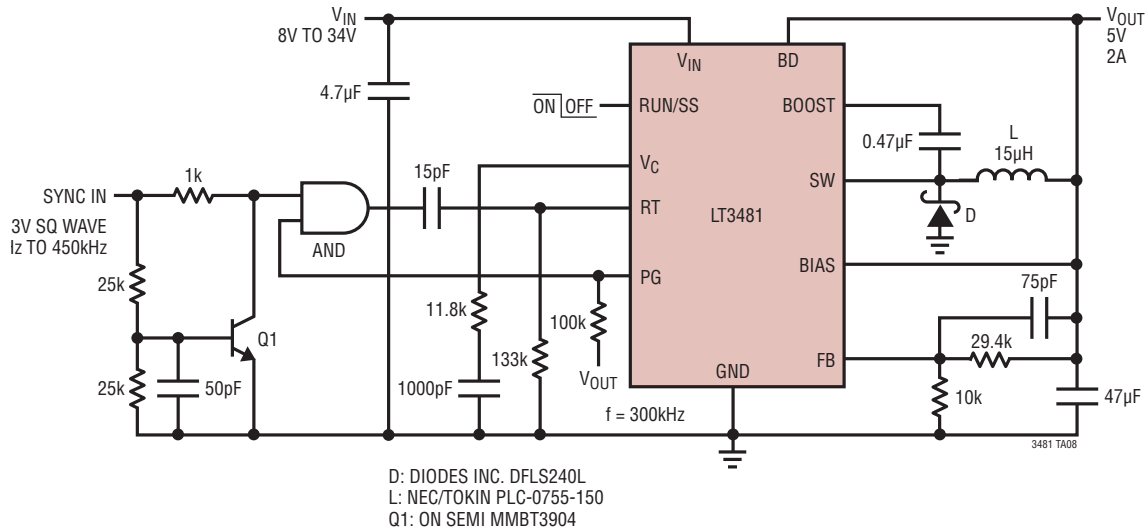 VIN
8V TO 34V
VOUT
5V
2A
VIN
BD
4.7µF
ON OFF
RUN/SS
BOOST
0.47µF
L
15µH
VC
15pF
1k
SYNC IN
SW
3V SQ WAVE
Iz TO 450kHz
AND
RT
LT3481
D
25k
PG
BIAS
75pF
11.8k
100k
Q1
133k
29.4k
FB
25k
50pF
1000pF
VOUT
GND
10k
47µF
f = 300kHz
3481 TA08
D: DIODES INC. DFLS240L
L: NEC/TOKIN PLC-0755-150
Q1: ON SEMI MMBT3904